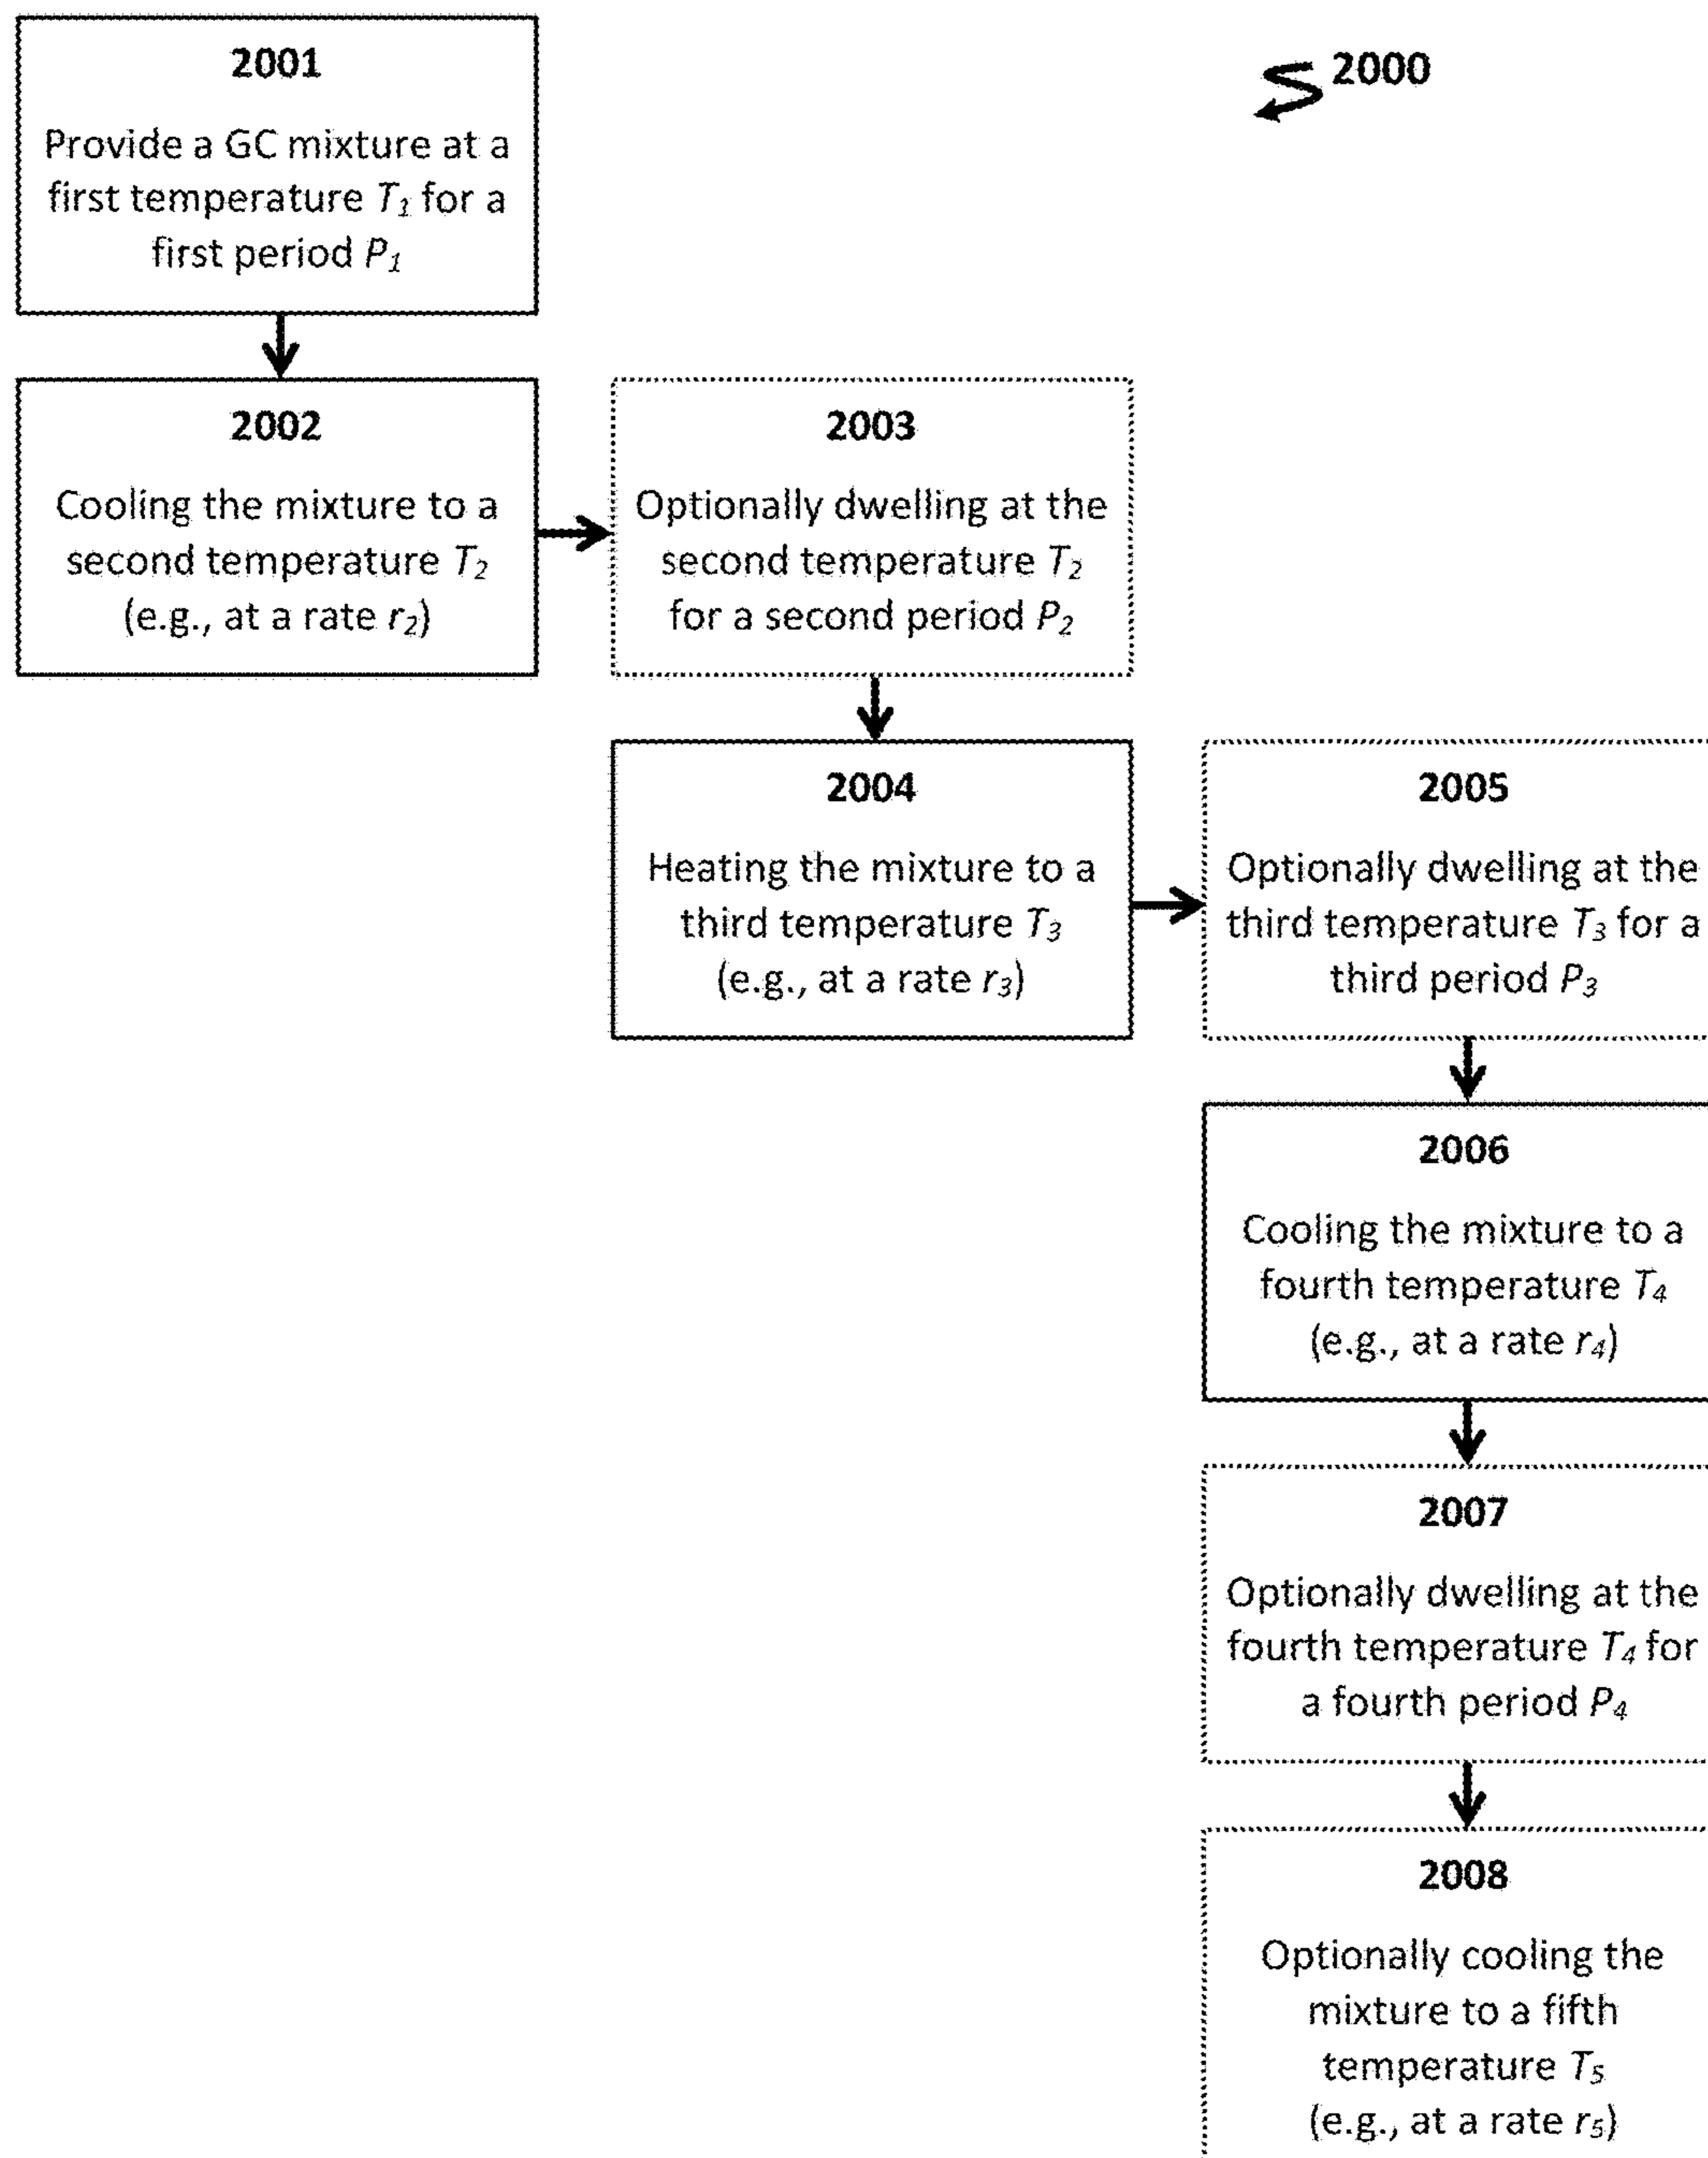 2001
Provide a GC mixture at a
first temperature T₁ for a
first period P₁
2000
2002
Cooling the mixture to a
second temperature T₂
(e.g., at a rate r₂)
2003
Optionally dwelling at the
second temperature T₂
for a second period P₂
2004
Heating the mixture to a
third temperature T₃
(e.g., at a rate r₃)
2005
Optionally dwelling at the
third temperature T₃ for a
third period P₃
2006
Cooling the mixture to a
fourth temperature T₄
(e.g., at a rate r₄)
2007
Optionally dwelling at the
fourth temperature T₄ for
a fourth period P₄
2008
Optionally cooling the
mixture to a fifth
temperature T₅
(e.g., at a rate r₅)